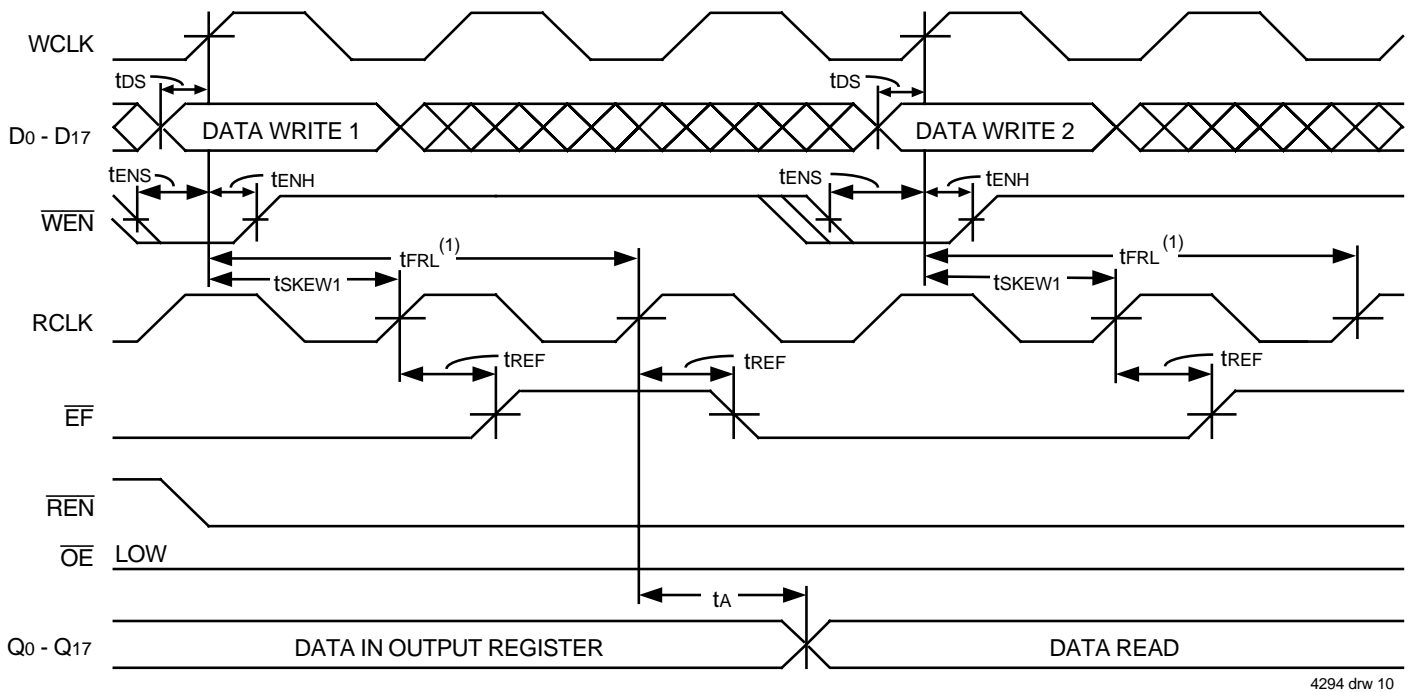 WCLK
tDS
tDS
D0 - D17
DATA WRITE 1
DATA WRITE 2
tENS
tENH
tENS
tENH
WEN
tFRL(1)
tFRL(1)
tSKEW1
tSKEW1
RCLK
tREF
tREF
tREF
EF
REN
OE
LOW
tA
Q0 - Q17
DATA IN OUTPUT REGISTER
DATA READ
4294 drw 10